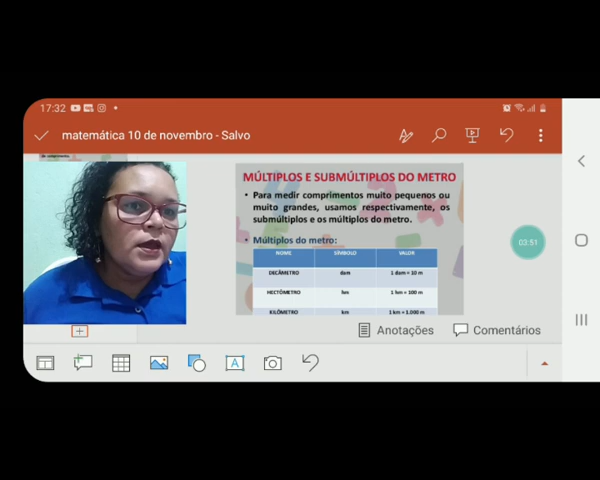 17:32
matemática 10 de novembro - Salvo
MÚLTIPLOS E SUBMÚLTIPLOS DO METRO
• Para medir comprimentos muito pequenos ou
muito grandes, usamos respectivamente, os
submúltiplos e os múltiplos do metro.
• Múltiplos do metro:
NOME SÍMBOLO VALOR
DECÂMETRO dam 1 dam = 10 m
HECTÔMETRO hm 1 hm = 100 m
KILÔMETRO km 1 km = 1.000 m
03:51
Anotações Comentários